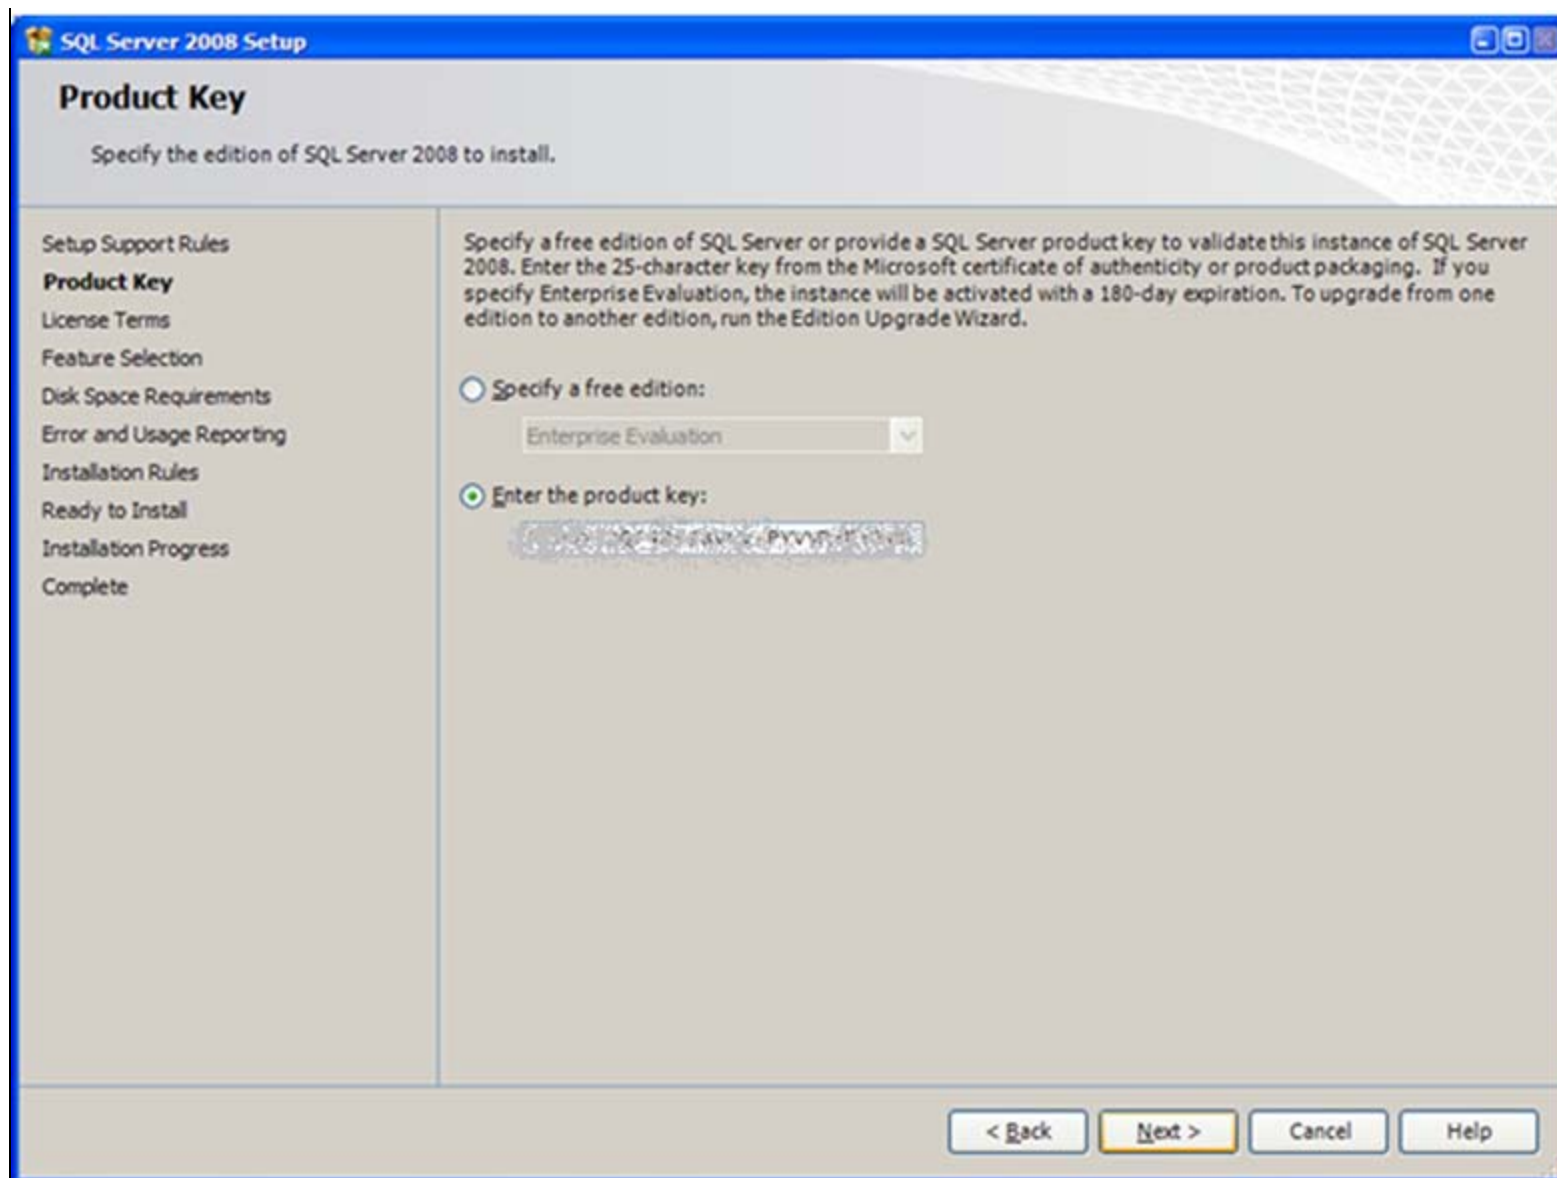 SQL Server 2008 Setup
Product Key
Specify the edition of SQL Server 2008 to install.
Setup Support Rules
Product Key
License Terms
Feature Selection
Disk Space Requirements
Error and Usage Reporting
Installation Rules
Ready to Install
Installation Progress
Complete
Specify a free edition of SQL Server or provide a SQL Server product key to validate this instance of SQL Server
2008. Enter the 25-character key from the Microsoft certificate of authenticity or product packaging. If you
specify Enterprise Evaluation, the instance will be activated with a 180-day expiration. To upgrade from one
edition to another edition, run the Edition Upgrade Wizard.
Specify a free edition:
Enterprise Evaluation
Enter the product key:
< Back
Next >
Cancel
Help